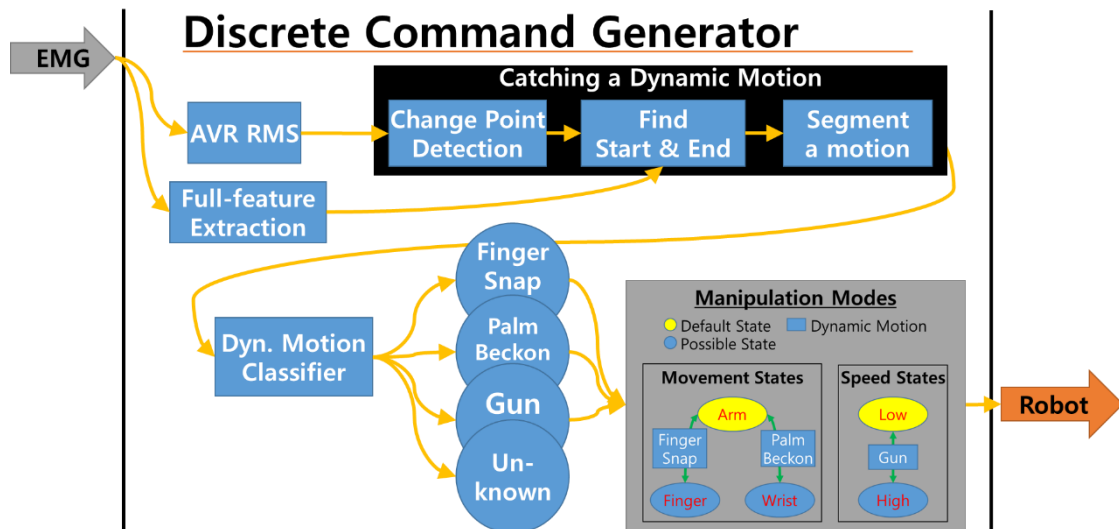 Discrete Command Generator
EMG
Catching a Dynamic Motion
AVR RMS
Change Point
Detection
Find
Start & End
Segment
a motion
Full-feature
Extraction
Finger
Snap
Palm
Beckon
Gun
Un-
known
Dyn. Motion
Classifier
Manipulation Modes
Default State
Dynamic Motion
Possible State
Movement States
Arm
Finger
Snap
Palm
Beckon
Finger
Wrist
Speed States
Low
Gun
High
Robot